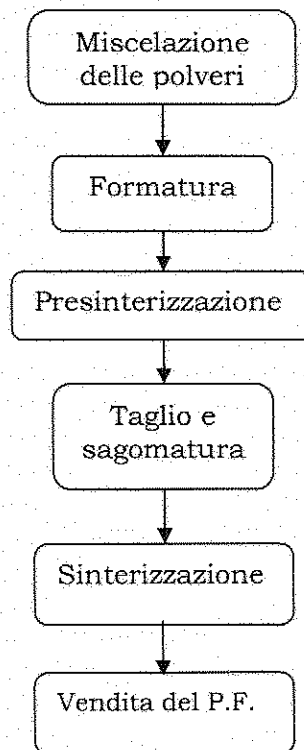 Miscelazione
delle polveri
Formatura
Presinterizzazione
Taglio e
sagomatura
Sinterizzazione
Vendita del P.F.